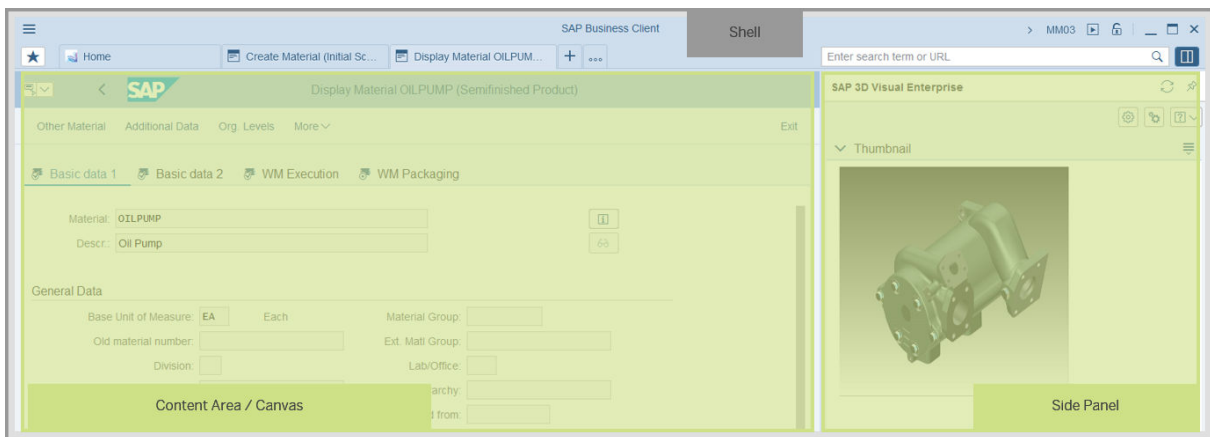 SAP Business Client
Shell
MM03
Home
Create Material (Initial Sc...
Display Material OILPUM...
Enter search term or URL
SAP
Display Material OILPUMP (Semifinished Product)
SAP 3D Visual Enterprise
Other Material Additional Data Org. Levels More
Exit
Thumbnail
Basic data 1 Basic data 2 WM Execution WM Packaging
Material: OILPUMP
Descr.: Oil Pump
General Data
Base Unit of Measure: EA Each Material Group:
Old material number: Ext. Matl Group:
Division: Lab/Office:
archy:
from:
Content Area / Canvas
Side Panel